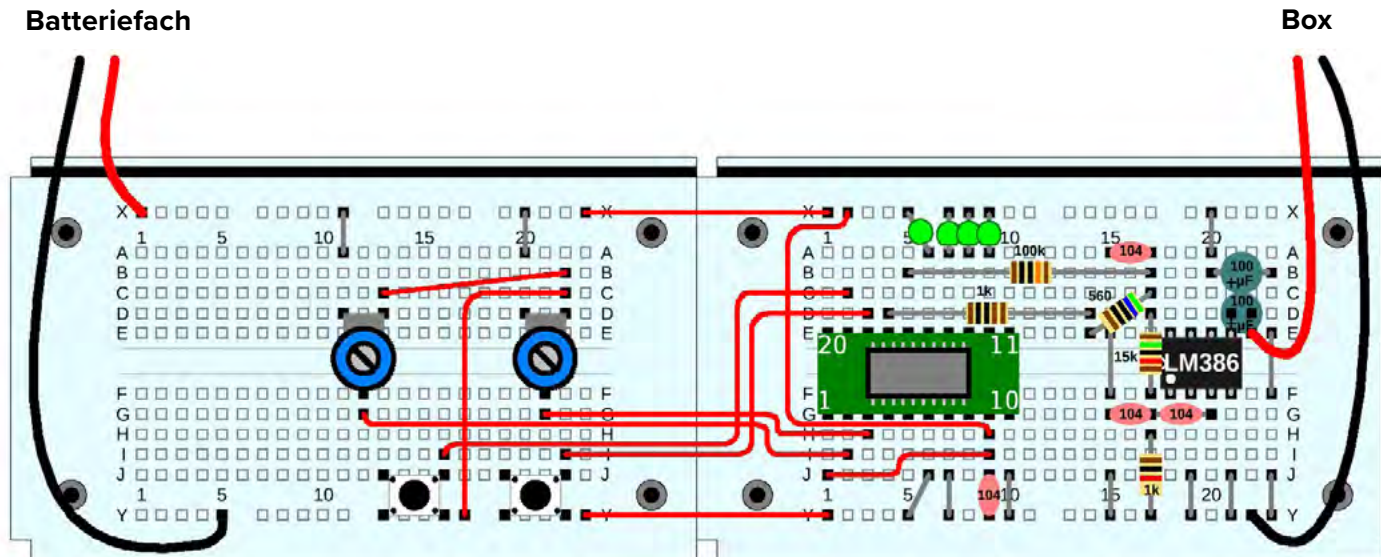 Batteriefach Box
X X X X
1 5 10 15 20 1 5 10 15 20
A A A 104 A
B B B 100k 100 +µF B
C C C 1k 560 C
D D D 100 +µF D
E E E E
20 11 15k LM386
F F F F
1 10
G G G 104 104 G
H H H H
I I I I
J J J J
1 5 10 1 5 104 10 15 1k 20
Y Y Y Y